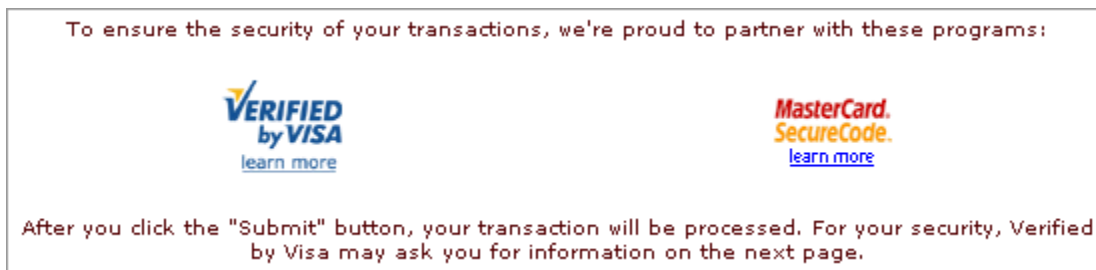 To ensure the security of your transactions, we're proud to partner with these programs:
VERIFIED
by VISA
learn more
MasterCard.
SecureCode.
learn more
After you click the "Submit" button, your transaction will be processed. For your security, Verified
by Visa may ask you for information on the next page.